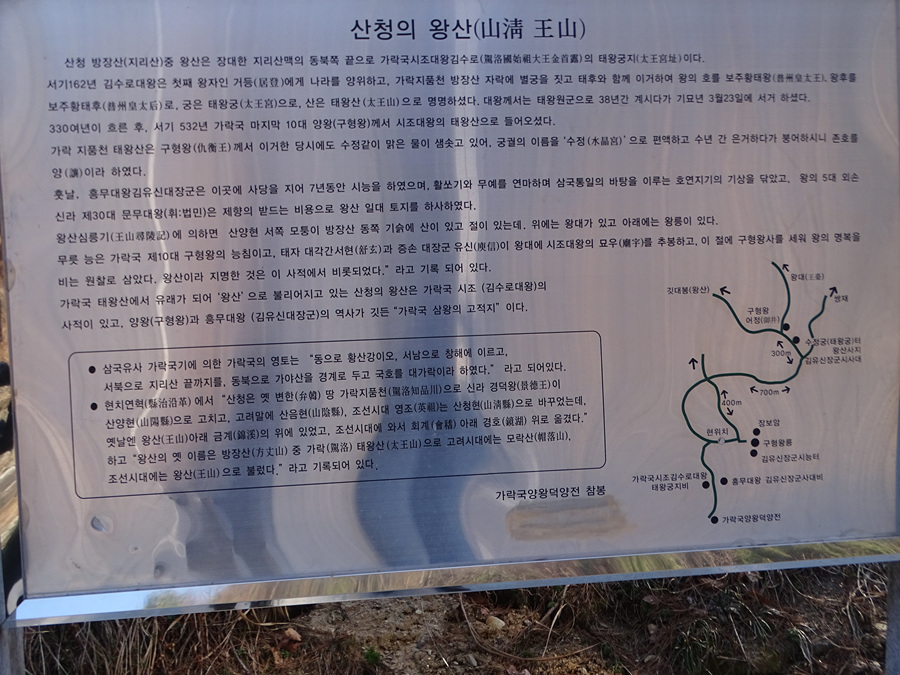 산청의 왕산(山淸 王山)
산청 방장산(지리산)중 왕산은 장대한 지리산맥의 동북쪽 끝으로 가락국시조대왕김수로(駕洛國始祖大王金首露)의 태왕궁지(太王宮址)이다.
서기162년 김수로대왕은 첫째 왕자인 거등(居登)에게 나라를 양위하고, 가락지품천 방장산 자락에 별궁을 짓고 태후와 함께 이거하여 왕의 호를 보주황태왕(普州皇太王), 왕후를
보주황태후(普州皇太后)로, 궁은 태왕궁(太王宮)으로, 산은 태왕산(太王山)으로 명명하셨다. 대왕께서는 태왕원군으로 38년간 계시다가 기묘년 3월23일에 서거 하셨다.
330여년이 흐른 후, 서기 532년 가락국 마지막 10대 양왕(구형왕)께서 시조대왕의 태왕산으로 들어오셨다.
가락 지품천 태왕산은 구형왕(仇衡王)께서 이거한 당시에도 수정같이 맑은 물이 샘솟고 있어, 궁궐의 이름을 '수정(水晶宮)'으로 편액하고 수년 간 은거하다가 붕어하시니 존호를
양(讓)이라 하였다.
훗날, 흥무대왕김유신대장군은 이곳에 사당을 지어 7년동안 시능을 하였으며, 활쏘기와 무예를 연마하며 삼국통일의 바탕을 이루는 호연지기의 기상을 닦았고, 왕의 5대 외손
신라 제30대 문무대왕(휘:법민)은 제향의 받드는 비용으로 왕산 일대 토지를 하사하였다.
왕산심릉기(王山尋陵記)에 의하면 산양현 서쪽 모퉁이 방장산 동쪽 기슭에 산이 있고 절이 있는데, 위에는 왕대가 있고 아래에는 왕릉이 있다.
무릇 능은 가락국 제10대 구형왕의 능침이고, 태자 대각간서현(舒玄)과 증손 대장군 유신(庾信)이 왕대에 시조대왕의 묘우(廟宇)를 추봉하고, 이 절에 구형왕사를 세워 왕의 명복을
비는 원찰로 삼았다. 왕산이라 지명한 것은 이 사적에서 비롯되었다." 라고 기록 되어 있다.
가락국 태왕산에서 유래가 되어 '왕산'으로 불리어지고 있는 산청의 왕산은 가락국 시조 (김수로대왕)의
사적이 있고, 양왕(구형왕)과 흥무대왕 (김유신대장군)의 역사가 깃든 "가락국 삼왕의 고적지" 이다.
● 삼국유사 가락국기에 의한 가락국의 영토는 "동으로 황산강이오, 서남으로 창해에 이르고,
서북으로 지리산 끝까지를, 동북으로 가야산을 경계로 두고 국호를 대가락이라 하였다." 라고 되어있다.
● 현치연혁(縣治沿革)에서 "산청은 옛 변한(弁韓) 땅 가락지품천(駕洛知品川)으로 신라 경덕왕(景德王)이
산양현(山陽縣)으로 고치고, 고려말에 산음현(山陰縣), 조선시대 영조(英祖)는 산청현(山淸縣)으로 바꾸었는데,
옛날엔 왕산(王山)아래 금계(錦溪)의 위에 있었고, 조선시대에 와서 회계(會稽) 아래 경호(鏡湖) 위로 옮겼다."
하고 "왕산의 옛 이름은 방장산(方丈山) 중 가락(駕洛) 태왕산(太王山)으로 고려시대에는 모락산(帽落山),
조선시대에는 왕산(王山)으로 불렀다." 라고 기록되어 있다.
가락국양왕덕양전 참봉
왕대(王臺)
깃대봉(왕산)
쌍재
구형왕
어정(御井)
수정궁(태왕궁)터
왕산사지
김유신장군시사대
300m
700m
400m
현위치
장보암
구형왕릉
김유신장군시능터
가락국시조김수로대왕
태왕궁지비
흥무대왕 김유신장군사대비
가락국양왕덕양전